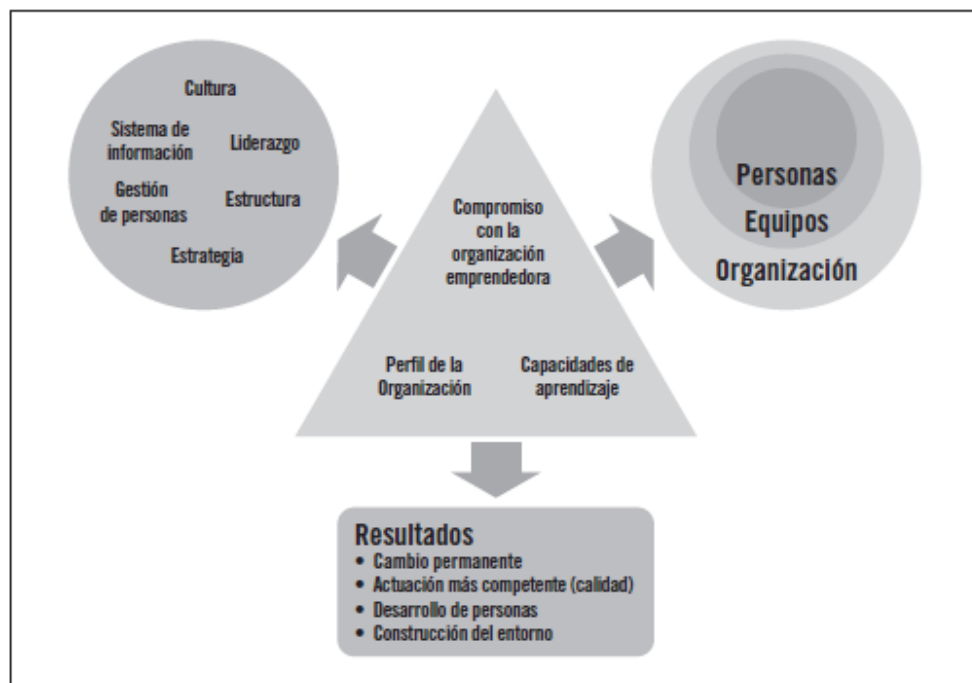 Cultura
Sistema de
información
Liderazgo
Gestión
de personas
Estructura
Estrategia
Compromiso
con la
organización
emprendedora
Perfil de la
Organización
Capacidades de
aprendizaje
Personas
Equipos
Organización
Resultados
• Cambio permanente
• Actuación más competente (calidad)
• Desarrollo de personas
• Construcción del entorno